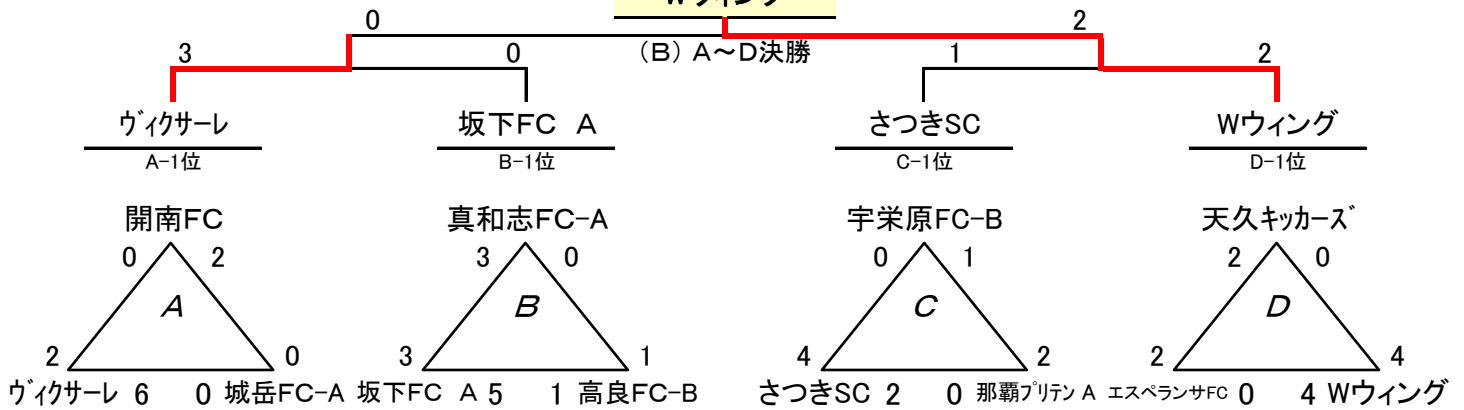 Wウィング
0 2
3 0 (B) A～D決勝 1 2
ヴィクサーレ 坂下FC A さつきSC Wウィング
A-1位 B-1位 C-1位 D-1位
開南FC 真和志FC-A 宇栄原FC-B 天久キッカーズ
0 2 3 0 0 1 2 0
A B C D
2 0 3 1 4 2 2 4
ヴィクサーレ 6 0 城岳FC-A 坂下FC A 5 1 高良FC-B さつきSC 2 0 那覇プリテン A エスペランサFC 0 4 Wウィング